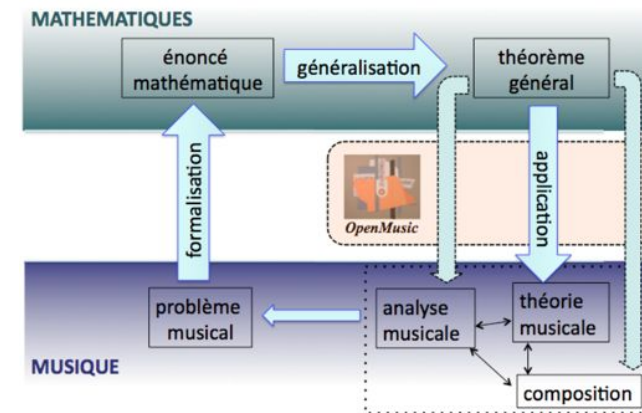 MATHEMATIQUES
énoncé
mathématique
généralisation
théorème
général
formalisation
OpenMusic
application
problème
musical
analyse
musicale
théorie
musicale
MUSIQUE
composition